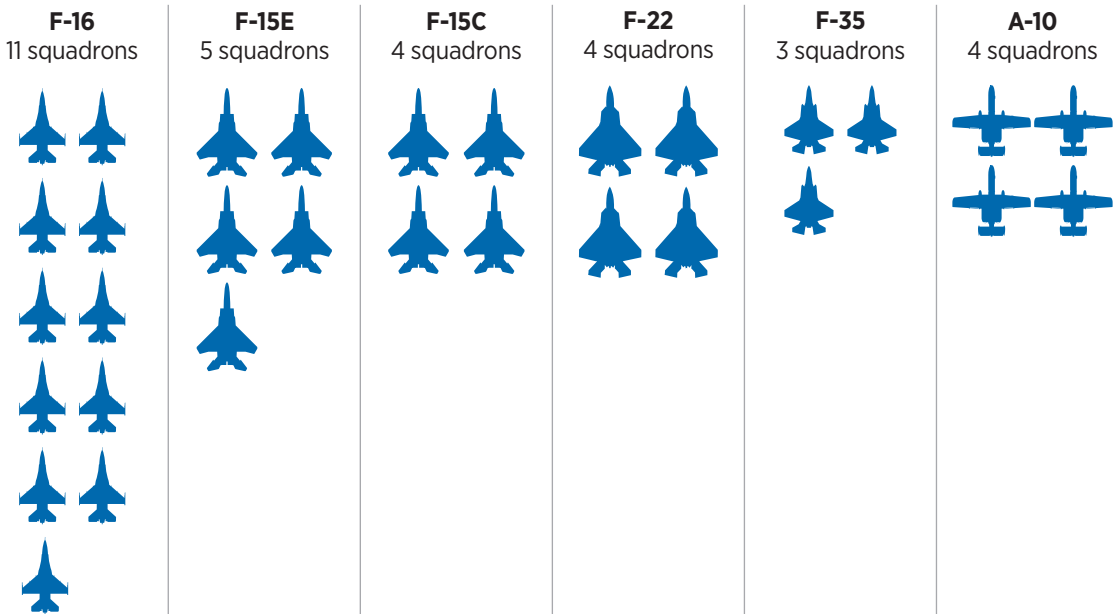 F-16
11 squadrons
F-15E
5 squadrons
F-15C
4 squadrons
F-22
4 squadrons
F-35
3 squadrons
A-10
4 squadrons